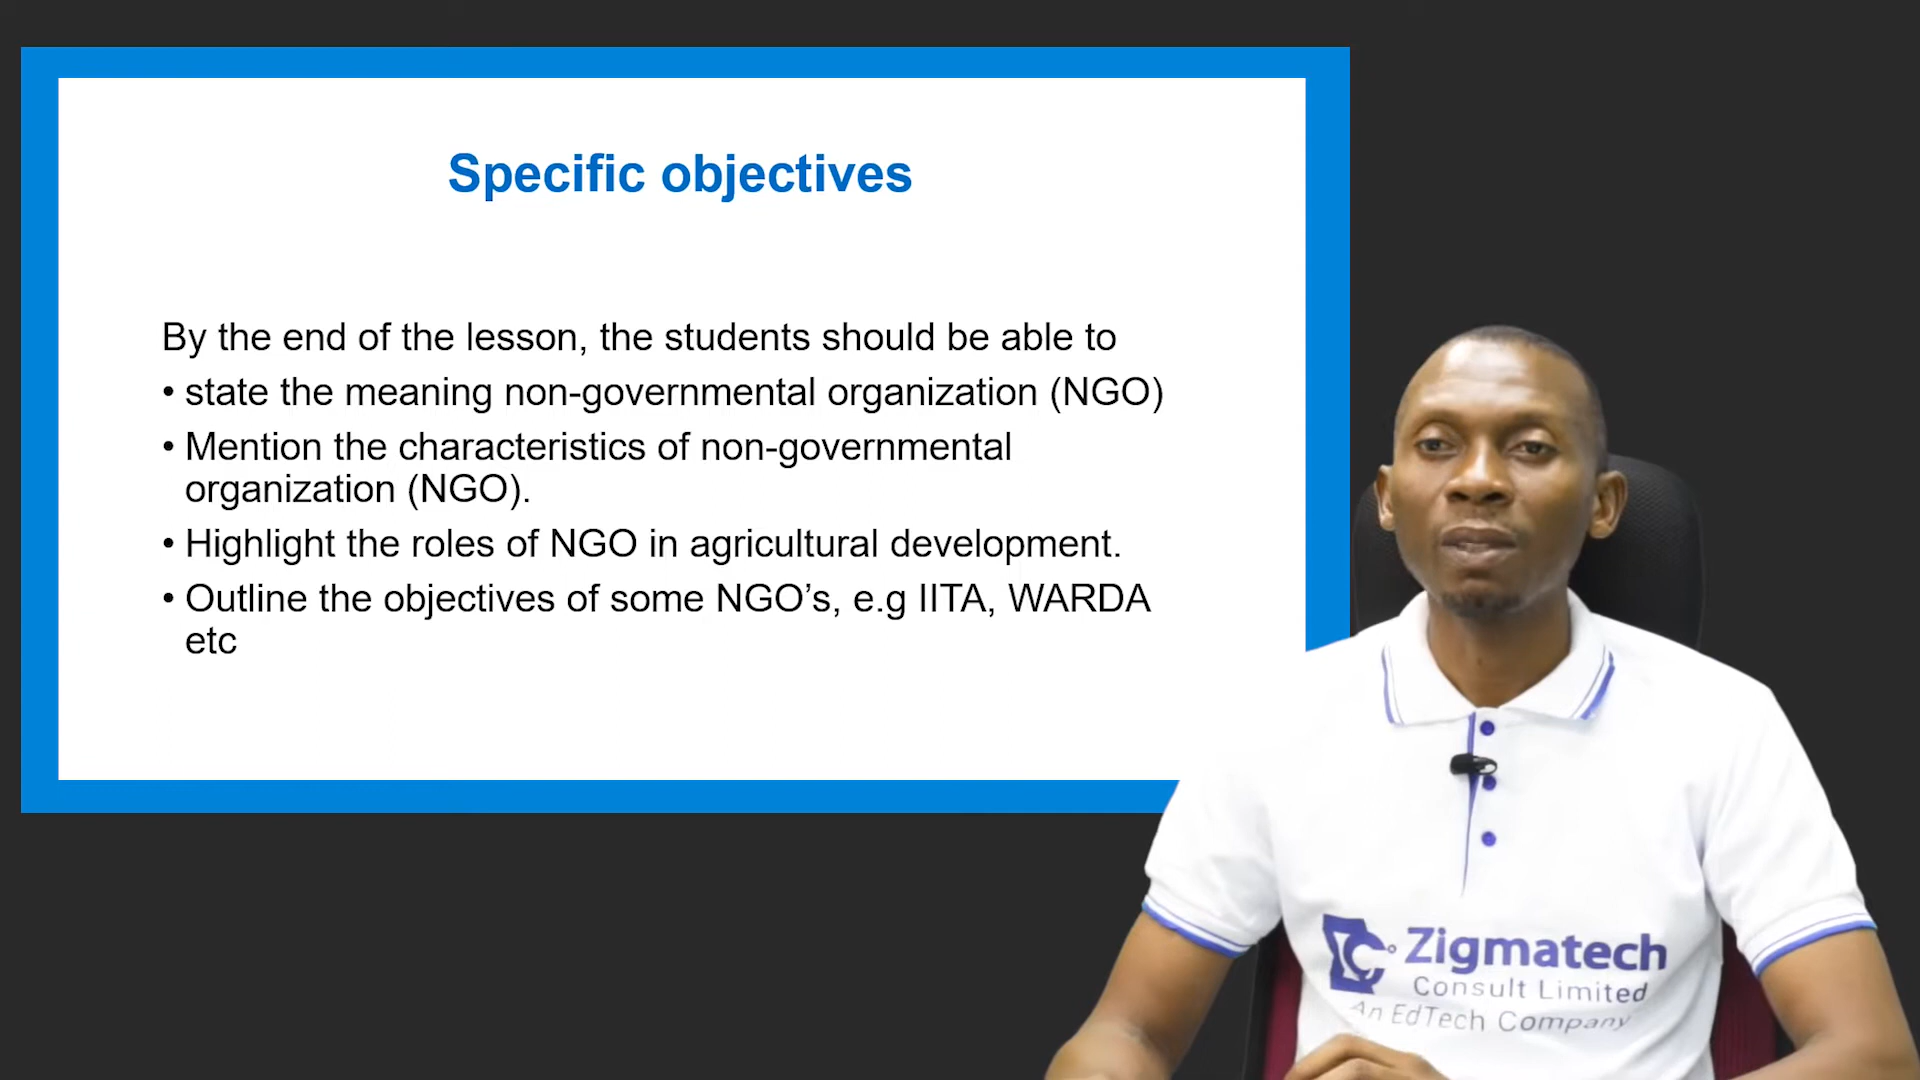 Specific objectives
By the end of the lesson, the students should be able to
• state the meaning non-governmental organization (NGO)
• Mention the characteristics of non-governmental
organization (NGO).
• Highlight the roles of NGO in agricultural development.
• Outline the objectives of some NGO’s, e.g IITA, WARDA
etc
Zigmatech
Consult Limited
An EdTech Company